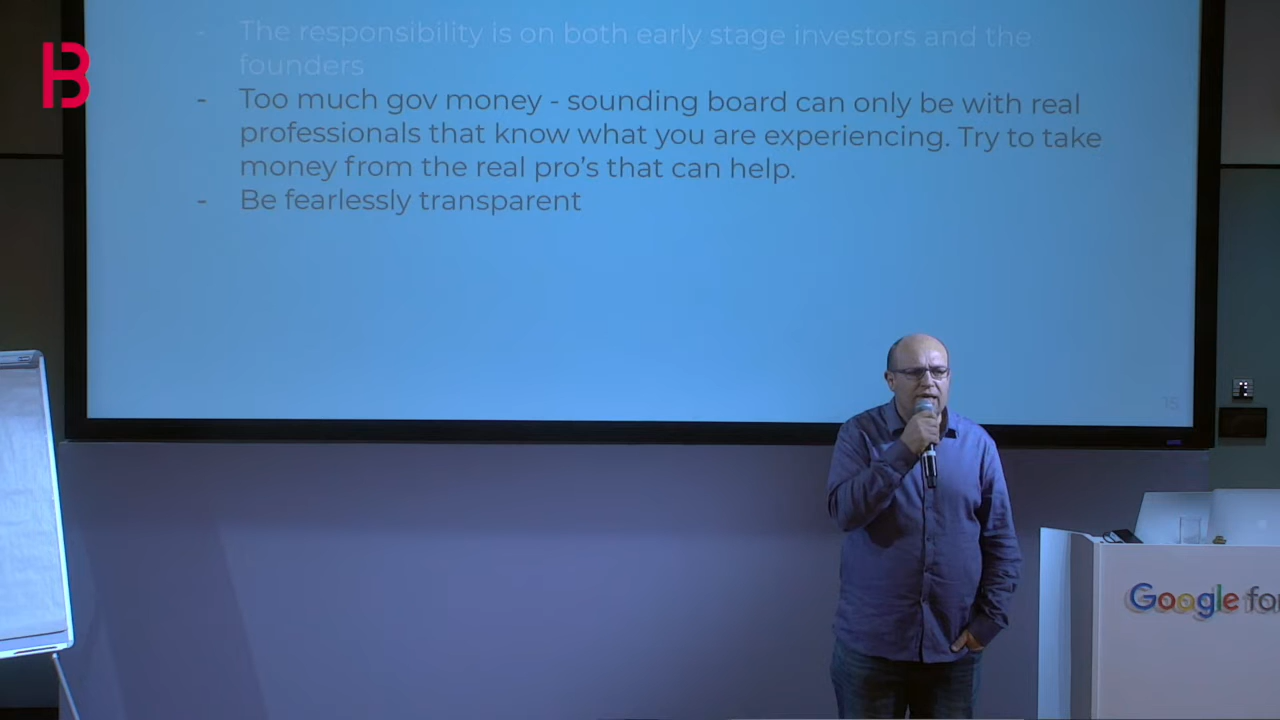 - The responsibility is on both early stage investors and the
founders
- Too much gov money - sounding board can only be with real
professionals that know what you are experiencing. Try to take
money from the real pro's that can help.
- Be fearlessly transparent
15
Google for